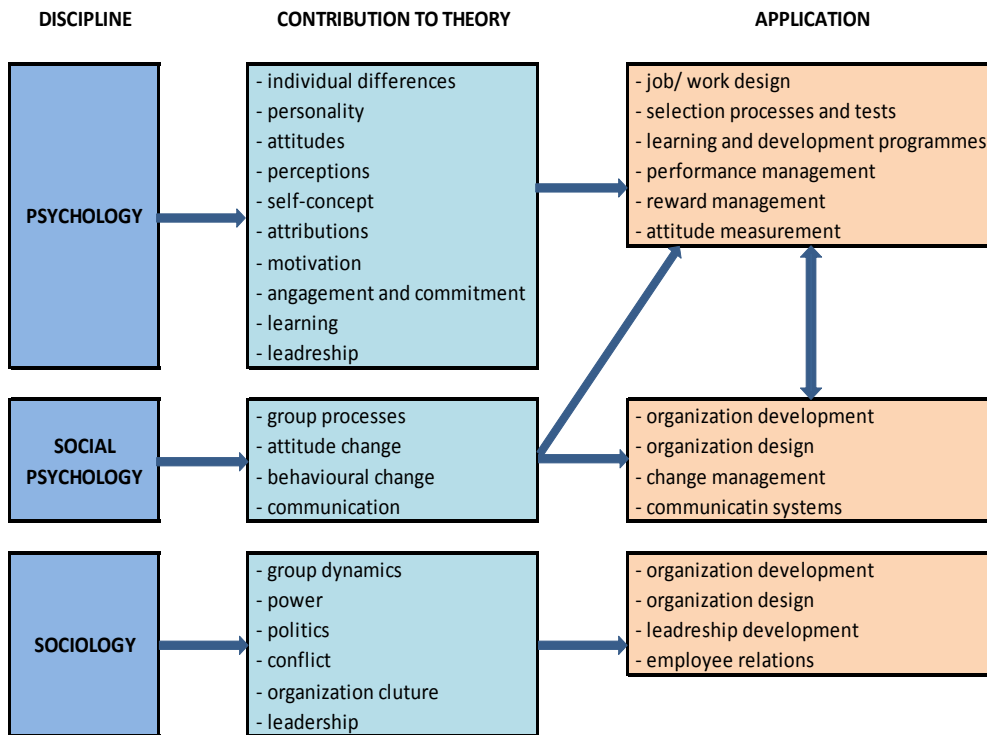 DISCIPLINE
CONTRIBUTION TO THEORY
APPLICATION
PSYCHOLOGY
- individual differences
- personality
- attitudes
- perceptions
- self-concept
- attributions
- motivation
- angagement and commitment
- learning
- leadreship
- job/ work design
- selection processes and tests
- learning and development programmes
- performance management
- reward management
- attitude measurement
SOCIAL
PSYCHOLOGY
- group processes
- attitude change
- behavioural change
- communication
- organization development
- organization design
- change management
- communicatin systems
SOCIOLOGY
- group dynamics
- power
- politics
- conflict
- organization cluture
- leadership
- organization development
- organization design
- leadreship development
- employee relations